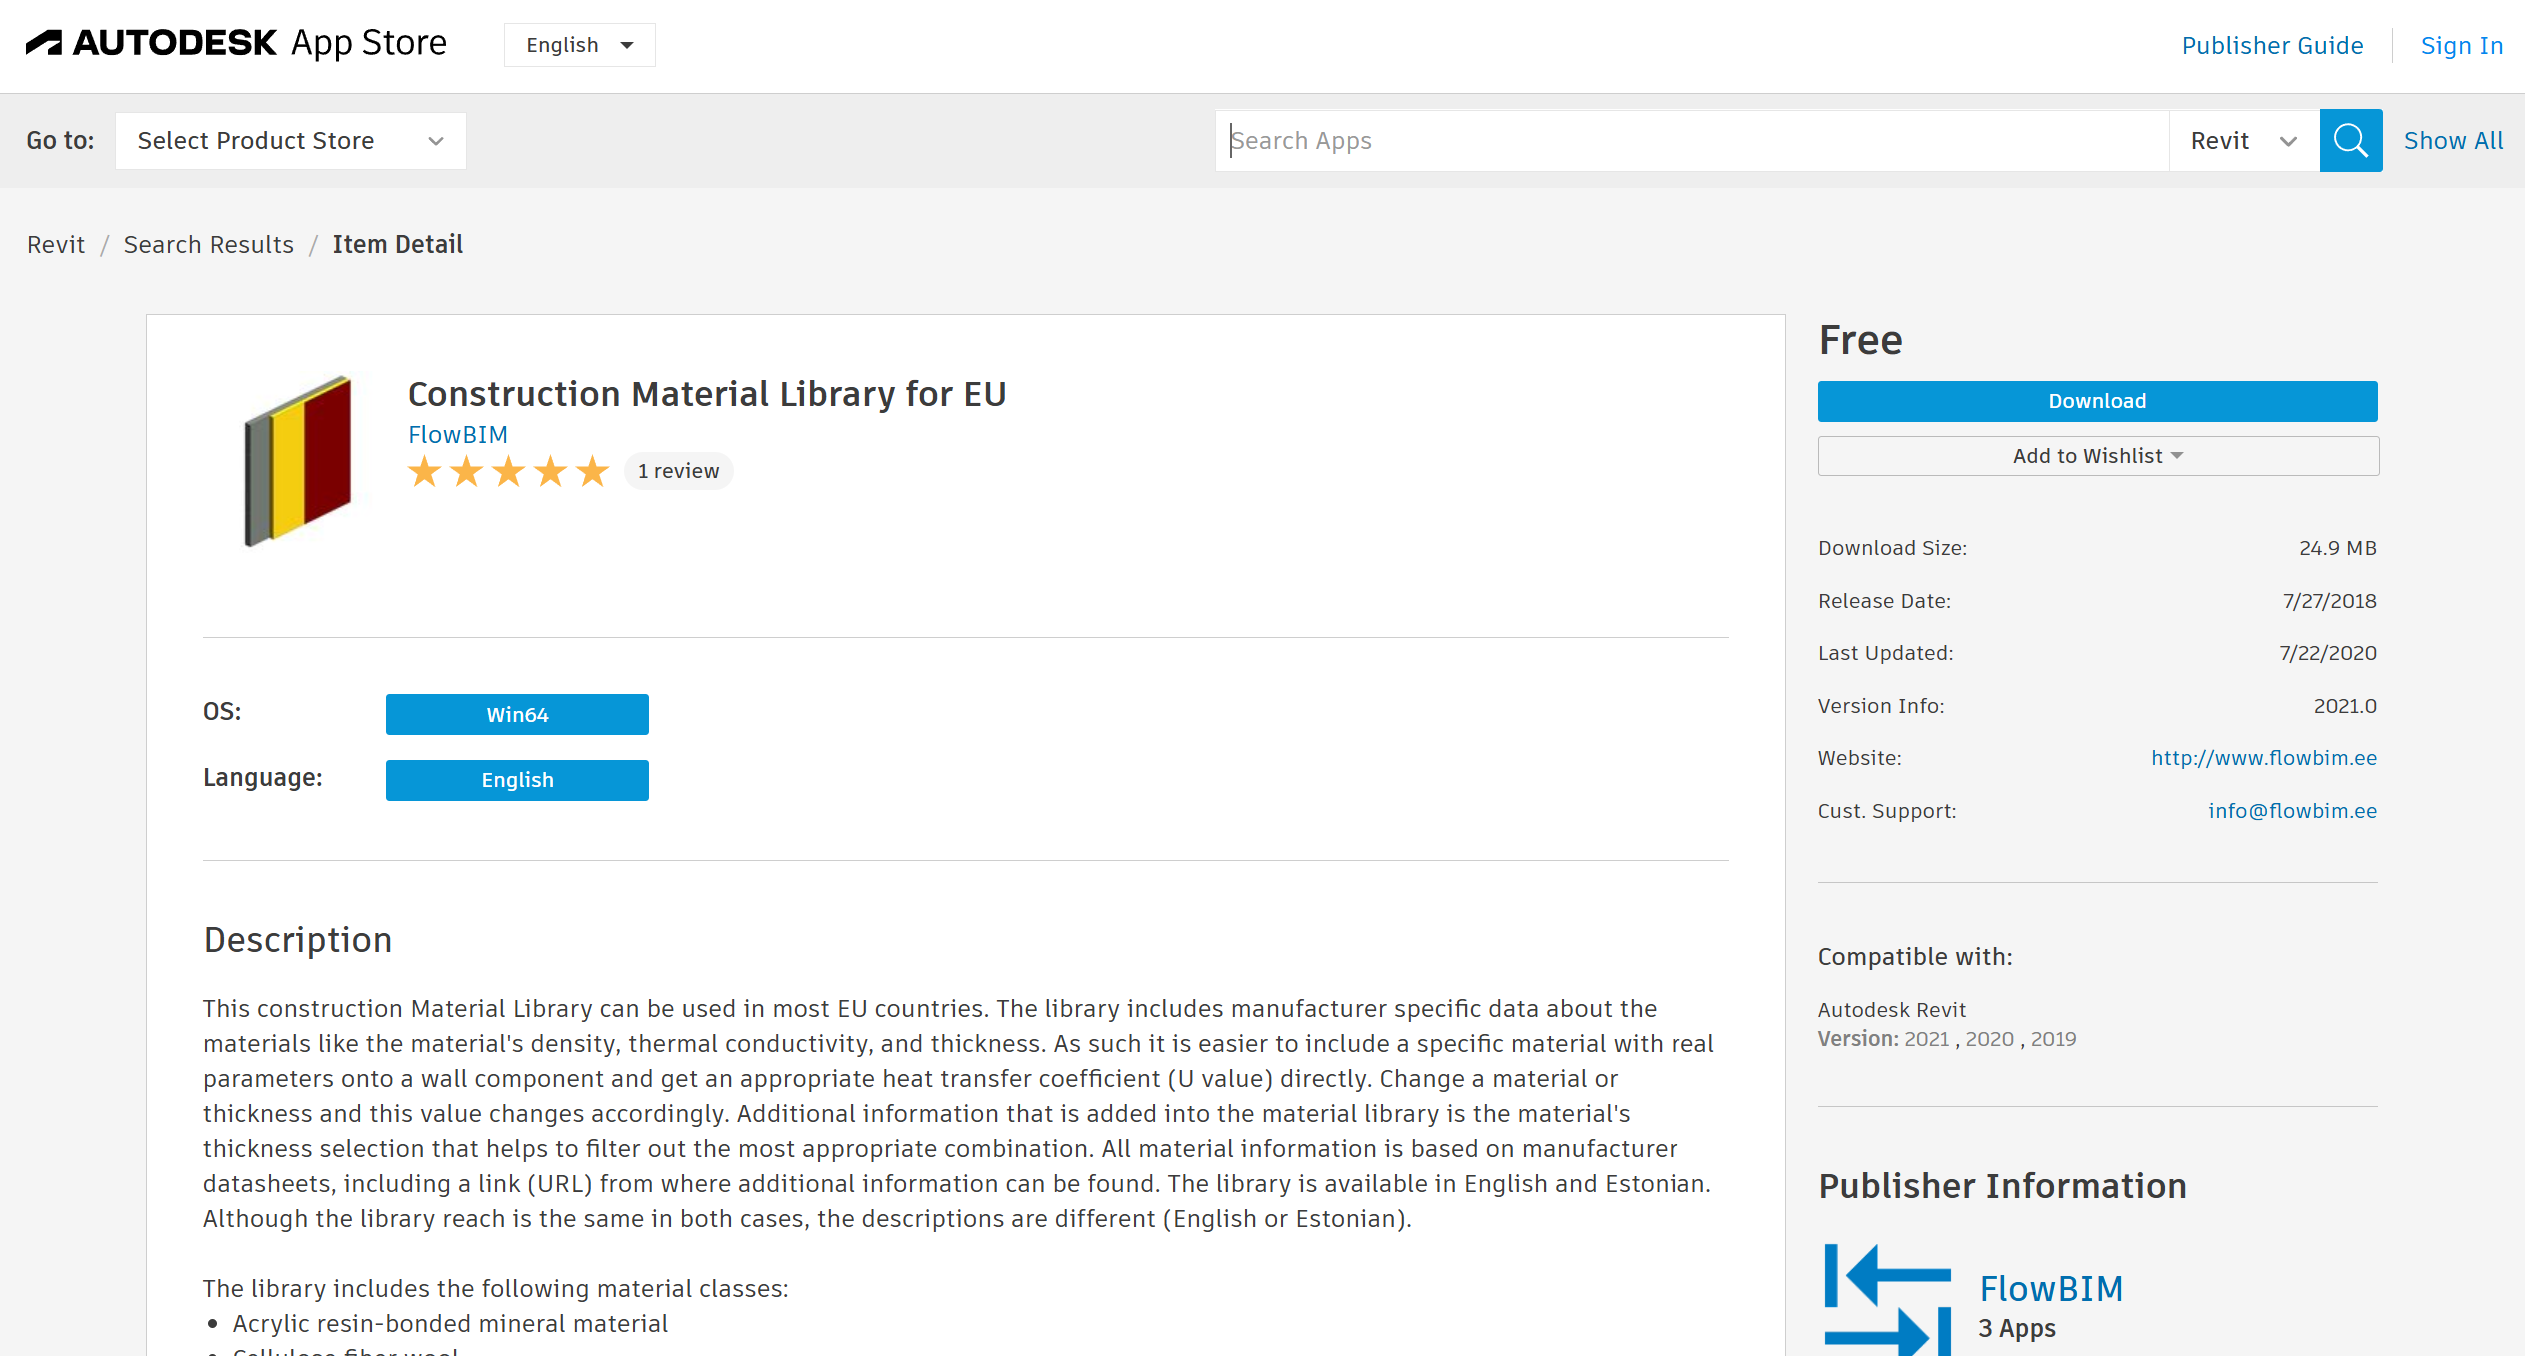 AUTODESK App Store
English
Publisher Guide
Sign In
Go to:
Select Product Store
Search Apps
Revit
Show All
Revit / Search Results / Item Detail
Construction Material Library for EU
FlowBIM
1 review
OS:
Win64
Language:
English
Description
This construction Material Library can be used in most EU countries. The library includes manufacturer specific data about the
materials like the material's density, thermal conductivity, and thickness. As such it is easier to include a specific material with real
parameters onto a wall component and get an appropriate heat transfer coefficient (U value) directly. Change a material or
thickness and this value changes accordingly. Additional information that is added into the material library is the material's
thickness selection that helps to filter out the most appropriate combination. All material information is based on manufacturer
datasheets, including a link (URL) from where additional information can be found. The library is available in English and Estonian.
Although the library reach is the same in both cases, the descriptions are different (English or Estonian).
The library includes the following material classes:
• Acrylic resin-bonded mineral material
• Cellulose fiber wool
Free
Download
Add to Wishlist
Download Size: 24.9 MB
Release Date: 7/27/2018
Last Updated: 7/22/2020
Version Info: 2021.0
Website: http://www.flowbim.ee
Cust. Support: info@flowbim.ee
Compatible with:
Autodesk Revit
Version: 2021 , 2020 , 2019
Publisher Information
FlowBIM
3 Apps